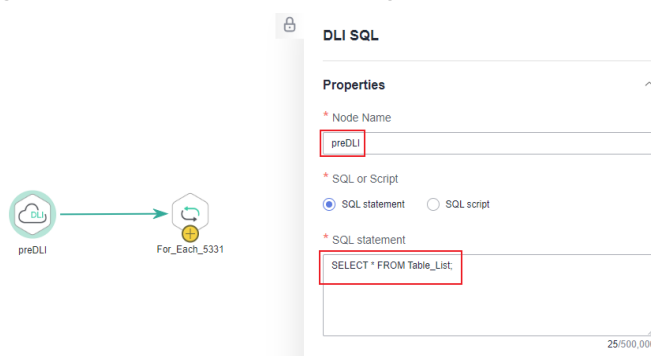 DLI SQL
Properties
* Node Name
preDLI
* SQL or Script
SQL statement SQL script
* SQL statement
SELECT * FROM Table_List;
25/500,000
DLI
preDLI For_Each_5331